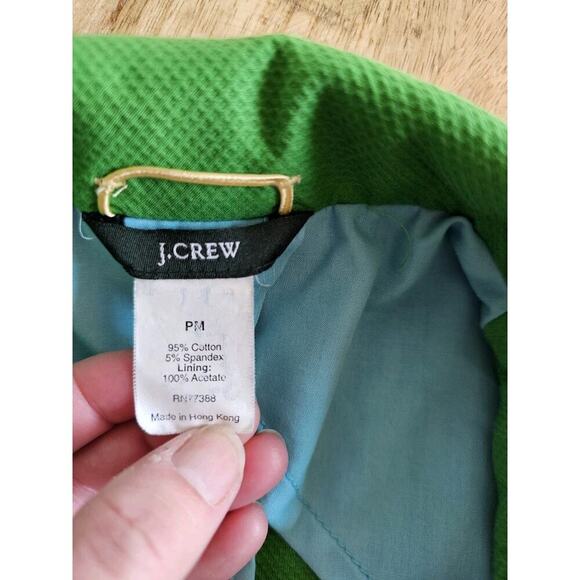 J.CREW
PM
95% Cotton
5% Spandex
Lining:
100% Acetate
RN77388
Made in Hong Kong